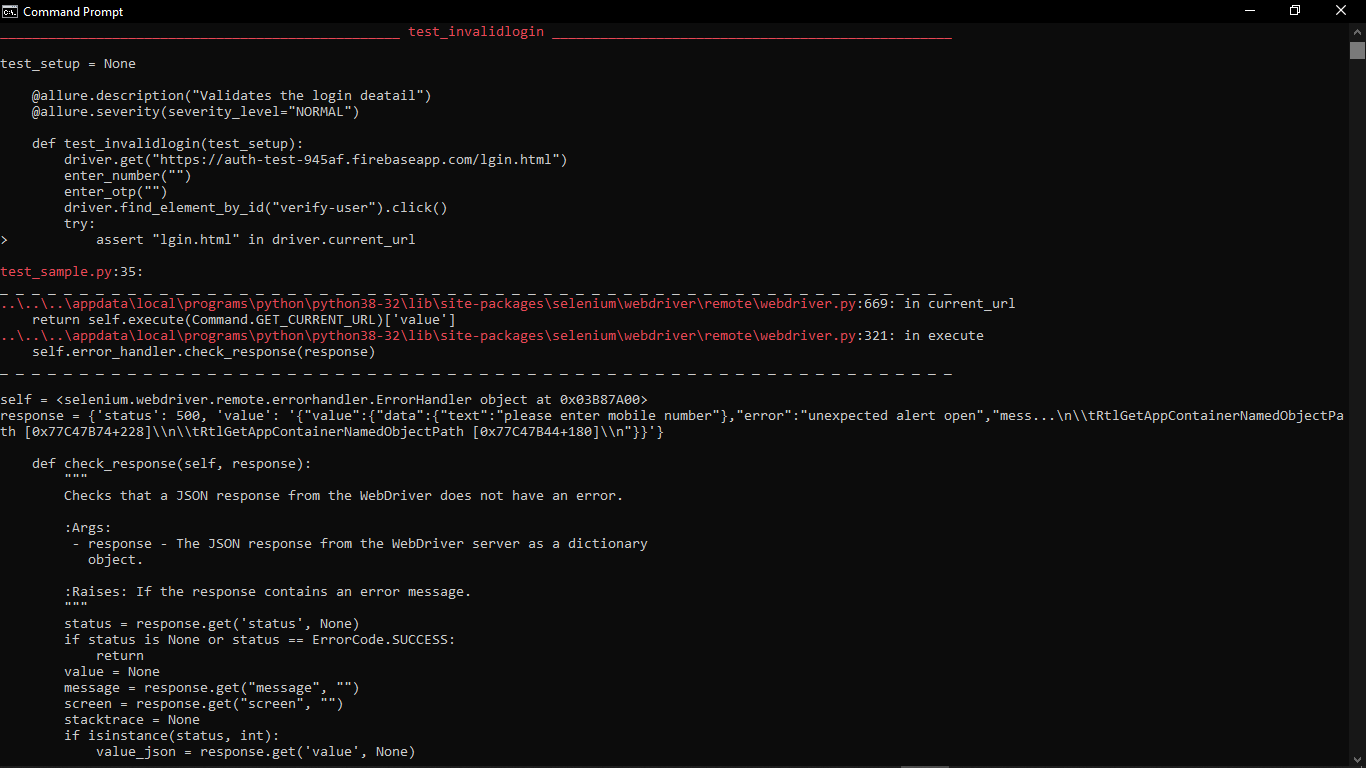 Command Prompt
test_invalidlogin
test_setup = None
@allure.description("Validates the login deatail")
@allure.severity(severity_level="NORMAL")
def test_invalidlogin(test_setup):
driver.get("https://auth-test-945af.firebaseapp.com/lgin.html")
enter_number("")
enter_otp("")
driver.find_element_by_id("verify-user").click()
try:
> assert "lgin.html" in driver.current_url
test_sample.py:35:
_ _ _ _ _ _ _ _ _ _ _ _ _ _ _ _ _ _ _ _ _ _ _ _ _ _ _ _ _ _ _ _ _ _ _ _ _ _ _ _ _ _ _ _ _ _ _ _ _ _ _ _ _ _ _ _ _ _ _ _
..\..\..\appdata\local\programs\python\python38-32\lib\site-packages\selenium\webdriver\remote\webdriver.py:669: in current_url
return self.execute(Command.GET_CURRENT_URL)['value']
..\..\..\appdata\local\programs\python\python38-32\lib\site-packages\selenium\webdriver\remote\webdriver.py:321: in execute
self.error_handler.check_response(response)
_ _ _ _ _ _ _ _ _ _ _ _ _ _ _ _ _ _ _ _ _ _ _ _ _ _ _ _ _ _ _ _ _ _ _ _ _ _ _ _ _ _ _ _ _ _ _ _ _ _ _ _ _ _ _ _ _ _ _ _
self = <selenium.webdriver.remote.errorhandler.ErrorHandler object at 0x03B87A00>
response = {'status': 500, 'value': '{"value":{"data":{"text":"please enter mobile number"},"error":"unexpected alert open","mess...\n\\tRtlGetAppContainerNamedObjectPa
th [0x77C47B74+228]\\n\\tRtlGetAppContainerNamedObjectPath [0x77C47B44+180]\\n"}}'}
def check_response(self, response):
"""
Checks that a JSON response from the WebDriver does not have an error.
:Args:
- response - The JSON response from the WebDriver server as a dictionary
object.
:Raises: If the response contains an error message.
"""
status = response.get('status', None)
if status is None or status == ErrorCode.SUCCESS:
return
value = None
message = response.get("message", "")
screen = response.get("screen", "")
stacktrace = None
if isinstance(status, int):
value_json = response.get('value', None)